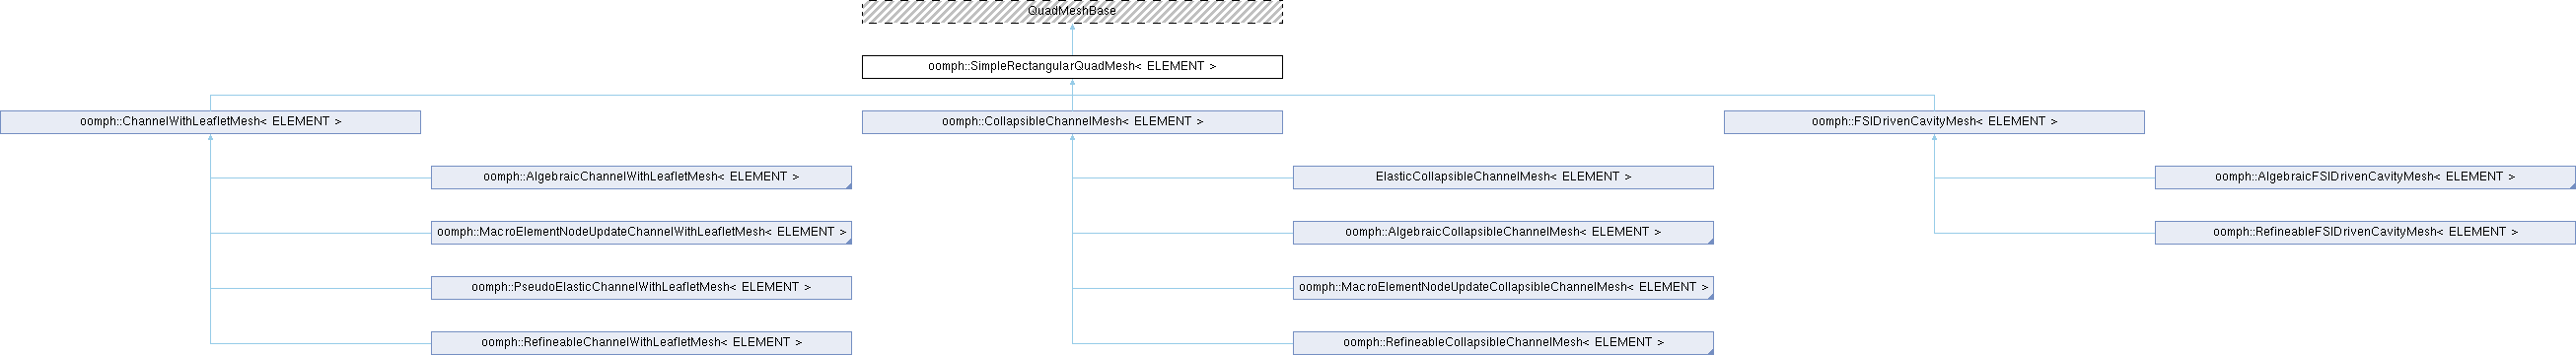 QuadMeshBase
oomph::SimpleRectangularQuadMesh< ELEMENT >
oomph::ChannelWithLeafletMesh< ELEMENT >
oomph::CollapsibleChannelMesh< ELEMENT >
oomph::FSIDrivenCavityMesh< ELEMENT >
oomph::AlgebraicChannelWithLeafletMesh< ELEMENT >
ElasticCollapsibleChannelMesh< ELEMENT >
oomph::AlgebraicFSIDrivenCavityMesh< ELEMENT >
oomph::MacroElementNodeUpdateChannelWithLeafletMesh< ELEMENT >
oomph::AlgebraicCollapsibleChannelMesh< ELEMENT >
oomph::RefineableFSIDrivenCavityMesh< ELEMENT >
oomph::PseudoElasticChannelWithLeafletMesh< ELEMENT >
oomph::MacroElementNodeUpdateCollapsibleChannelMesh< ELEMENT >
oomph::RefineableChannelWithLeafletMesh< ELEMENT >
oomph::RefineableCollapsibleChannelMesh< ELEMENT >